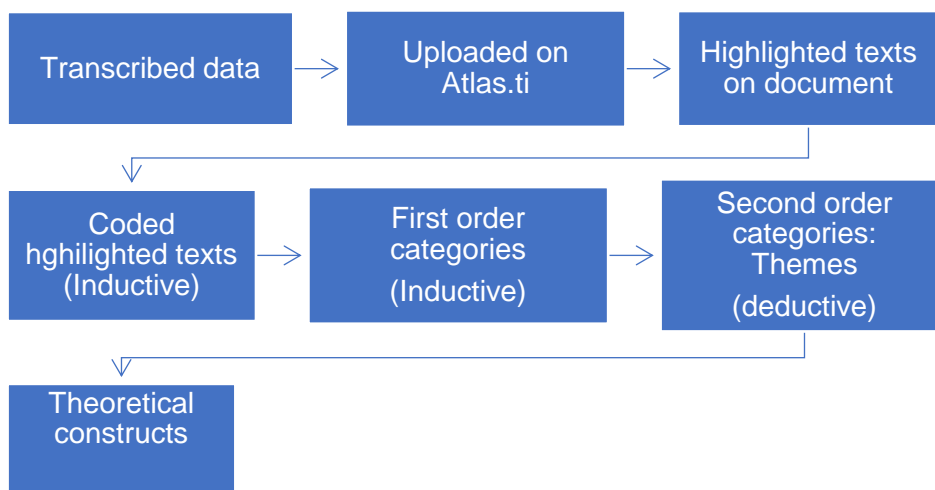 Transcribed data
Uploaded on
Atlas.ti
Highlighted texts
on document
Coded
hghilighted texts
(Inductive)
First order
categories
(Inductive)
Second order
categories:
Themes
(deductive)
Theoretical
constructs